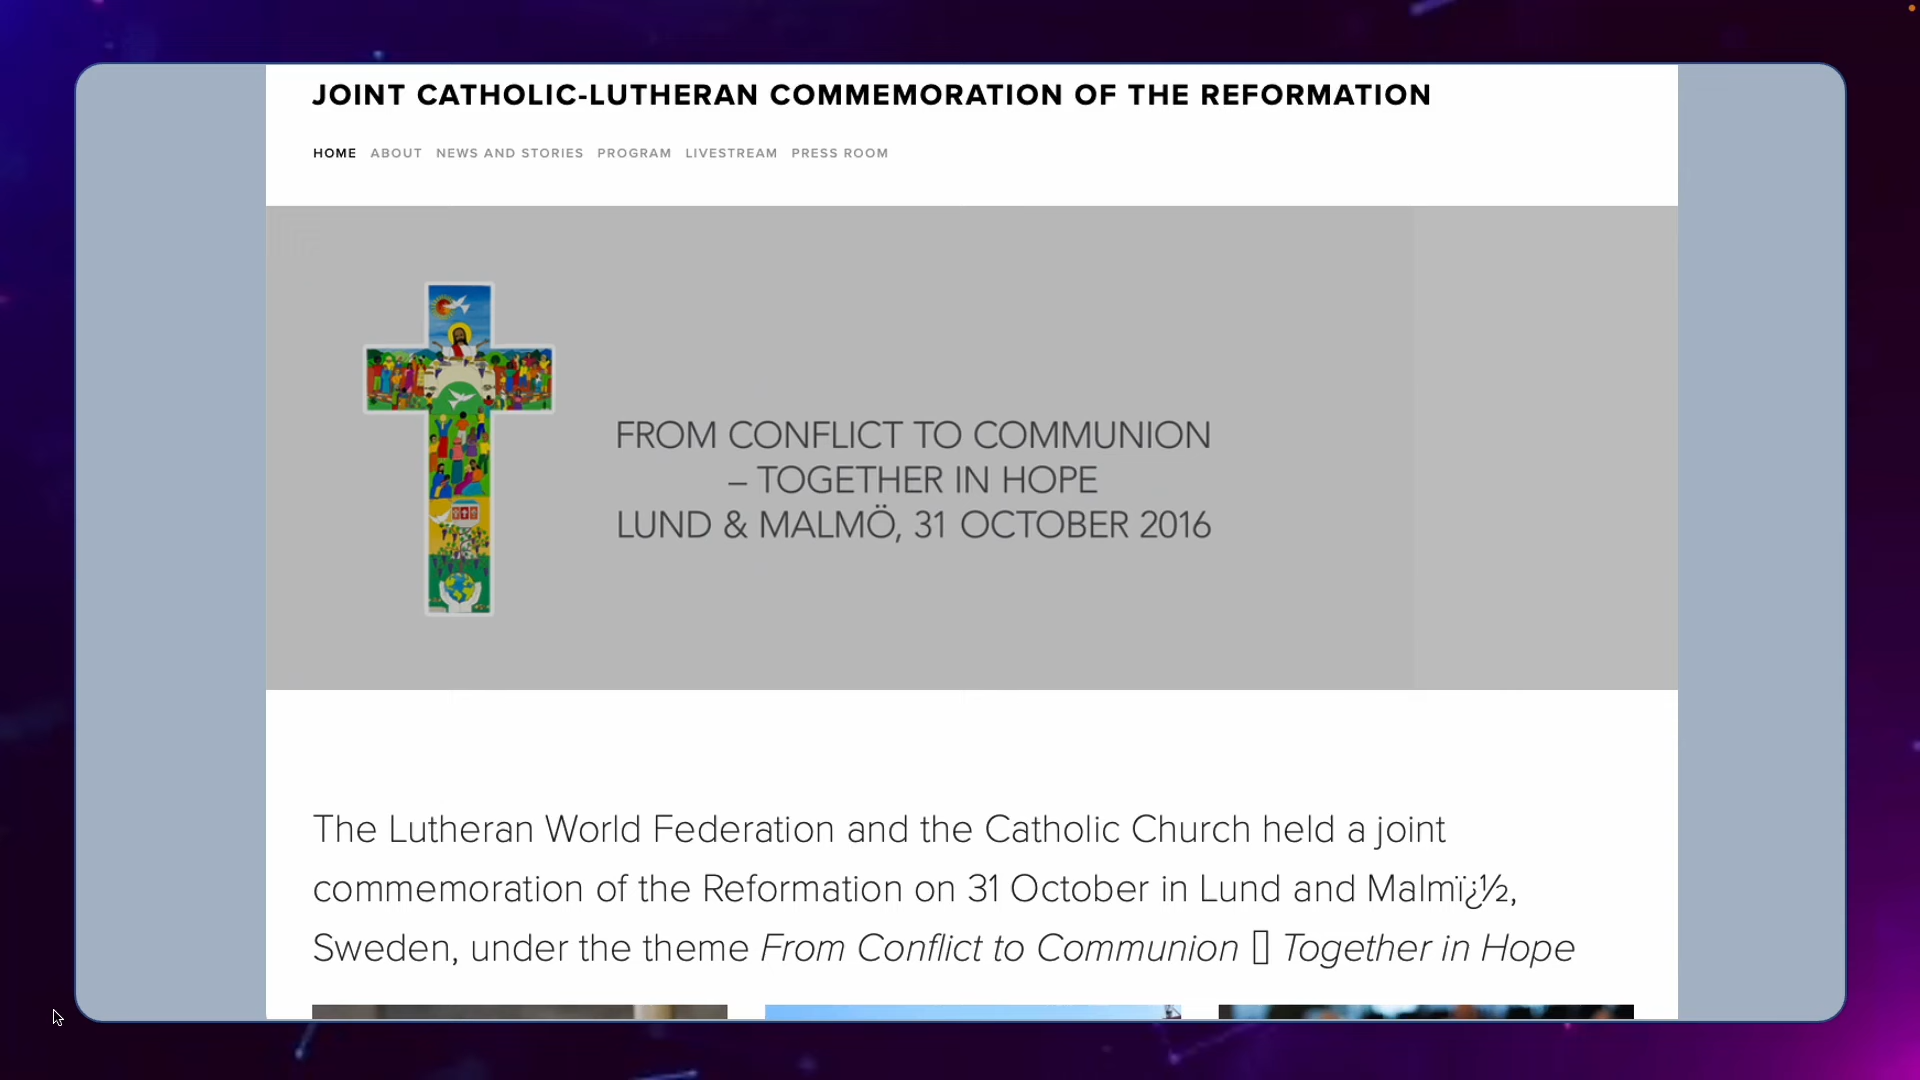 JOINT CATHOLIC-LUTHERAN COMMEMORATION OF THE REFORMATION
HOME ABOUT NEWS AND STORIES PROGRAM LIVESTREAM PRESS ROOM
FROM CONFLICT TO COMMUNION
– TOGETHER IN HOPE
LUND & MALMÖ, 31 OCTOBER 2016
The Lutheran World Federation and the Catholic Church held a joint
commemoration of the Reformation on 31 October in Lund and Malmï¿½,
Sweden, under the theme From Conflict to Communion ▯ Together in Hope